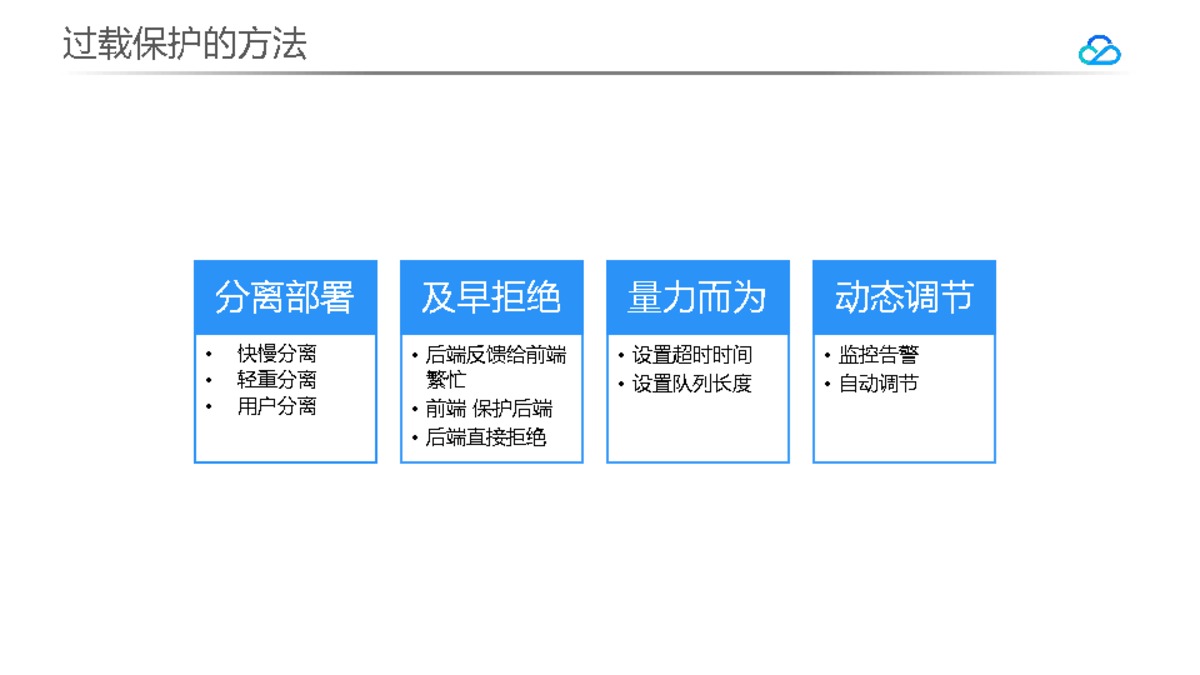 过载保护的方法
分离部署
• 快慢分离
• 轻重分离
• 用户分离
及早拒绝
• 后端反馈给前端
繁忙
• 前端 保护后端
• 后端直接拒绝
量力而为
• 设置超时时间
• 设置队列长度
动态调节
• 监控告警
• 自动调节